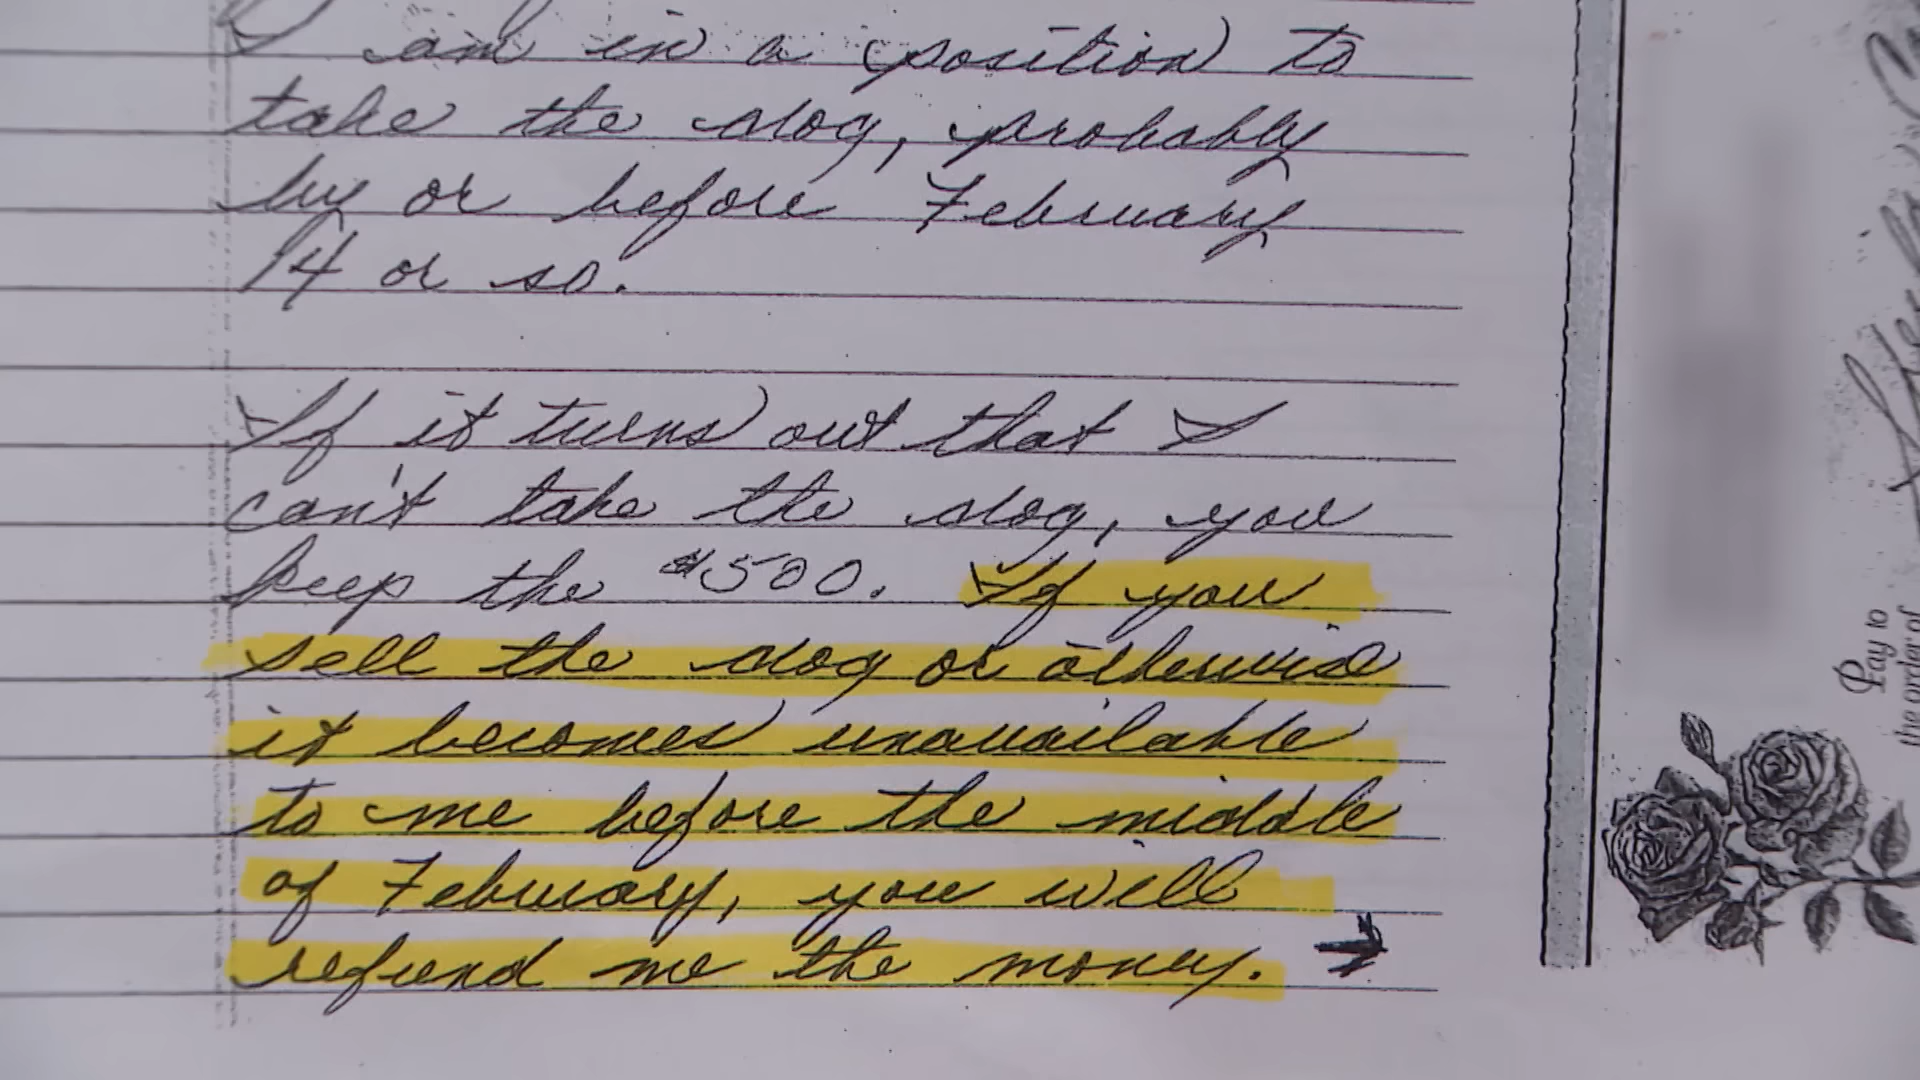 I am in a position to
take the dog, probably
by or before February
14 or so.
If it turns out that I
can't take the dog, you
keep the $500. If you
sell the dog or otherwise
it becomes unavailable
to me before the middle
of February, you will
refund me the money. →
Pay to
the order of